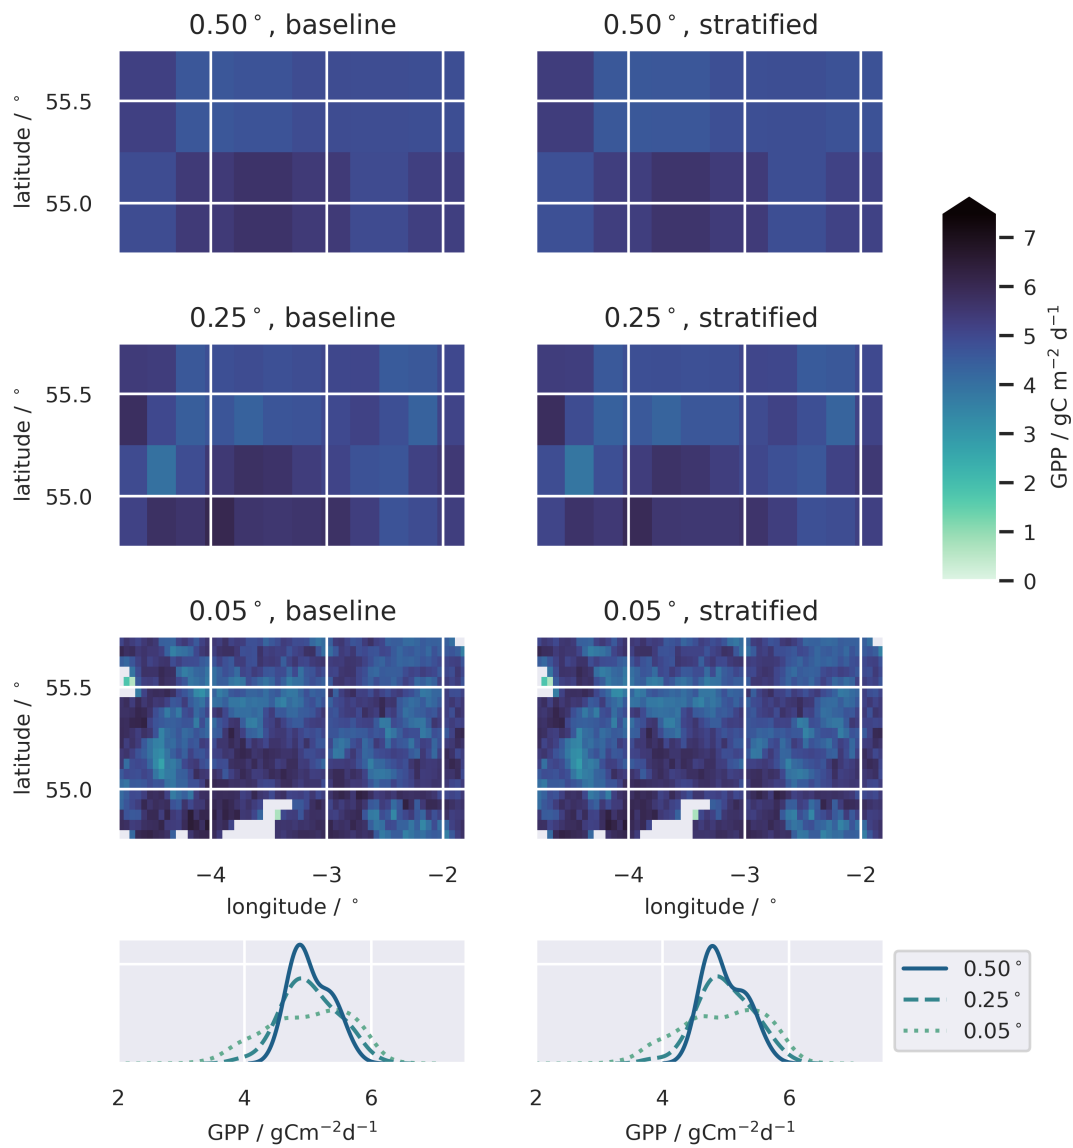 0.50°, baseline
0.50°, stratified
latitude / °
55.5
55.0
0.25°, baseline
0.25°, stratified
latitude / °
55.5
55.0
7
6
5
4
3
2
1
0
GPP / gC m⁻² d⁻¹
0.05°, baseline
0.05°, stratified
latitude / °
55.5
55.0
−4 −3 −2
−4 −3 −2
longitude / °
longitude / °
0.50°
0.25°
0.05°
2 4 6
2 4 6
GPP / gCm⁻²d⁻¹
GPP / gCm⁻²d⁻¹